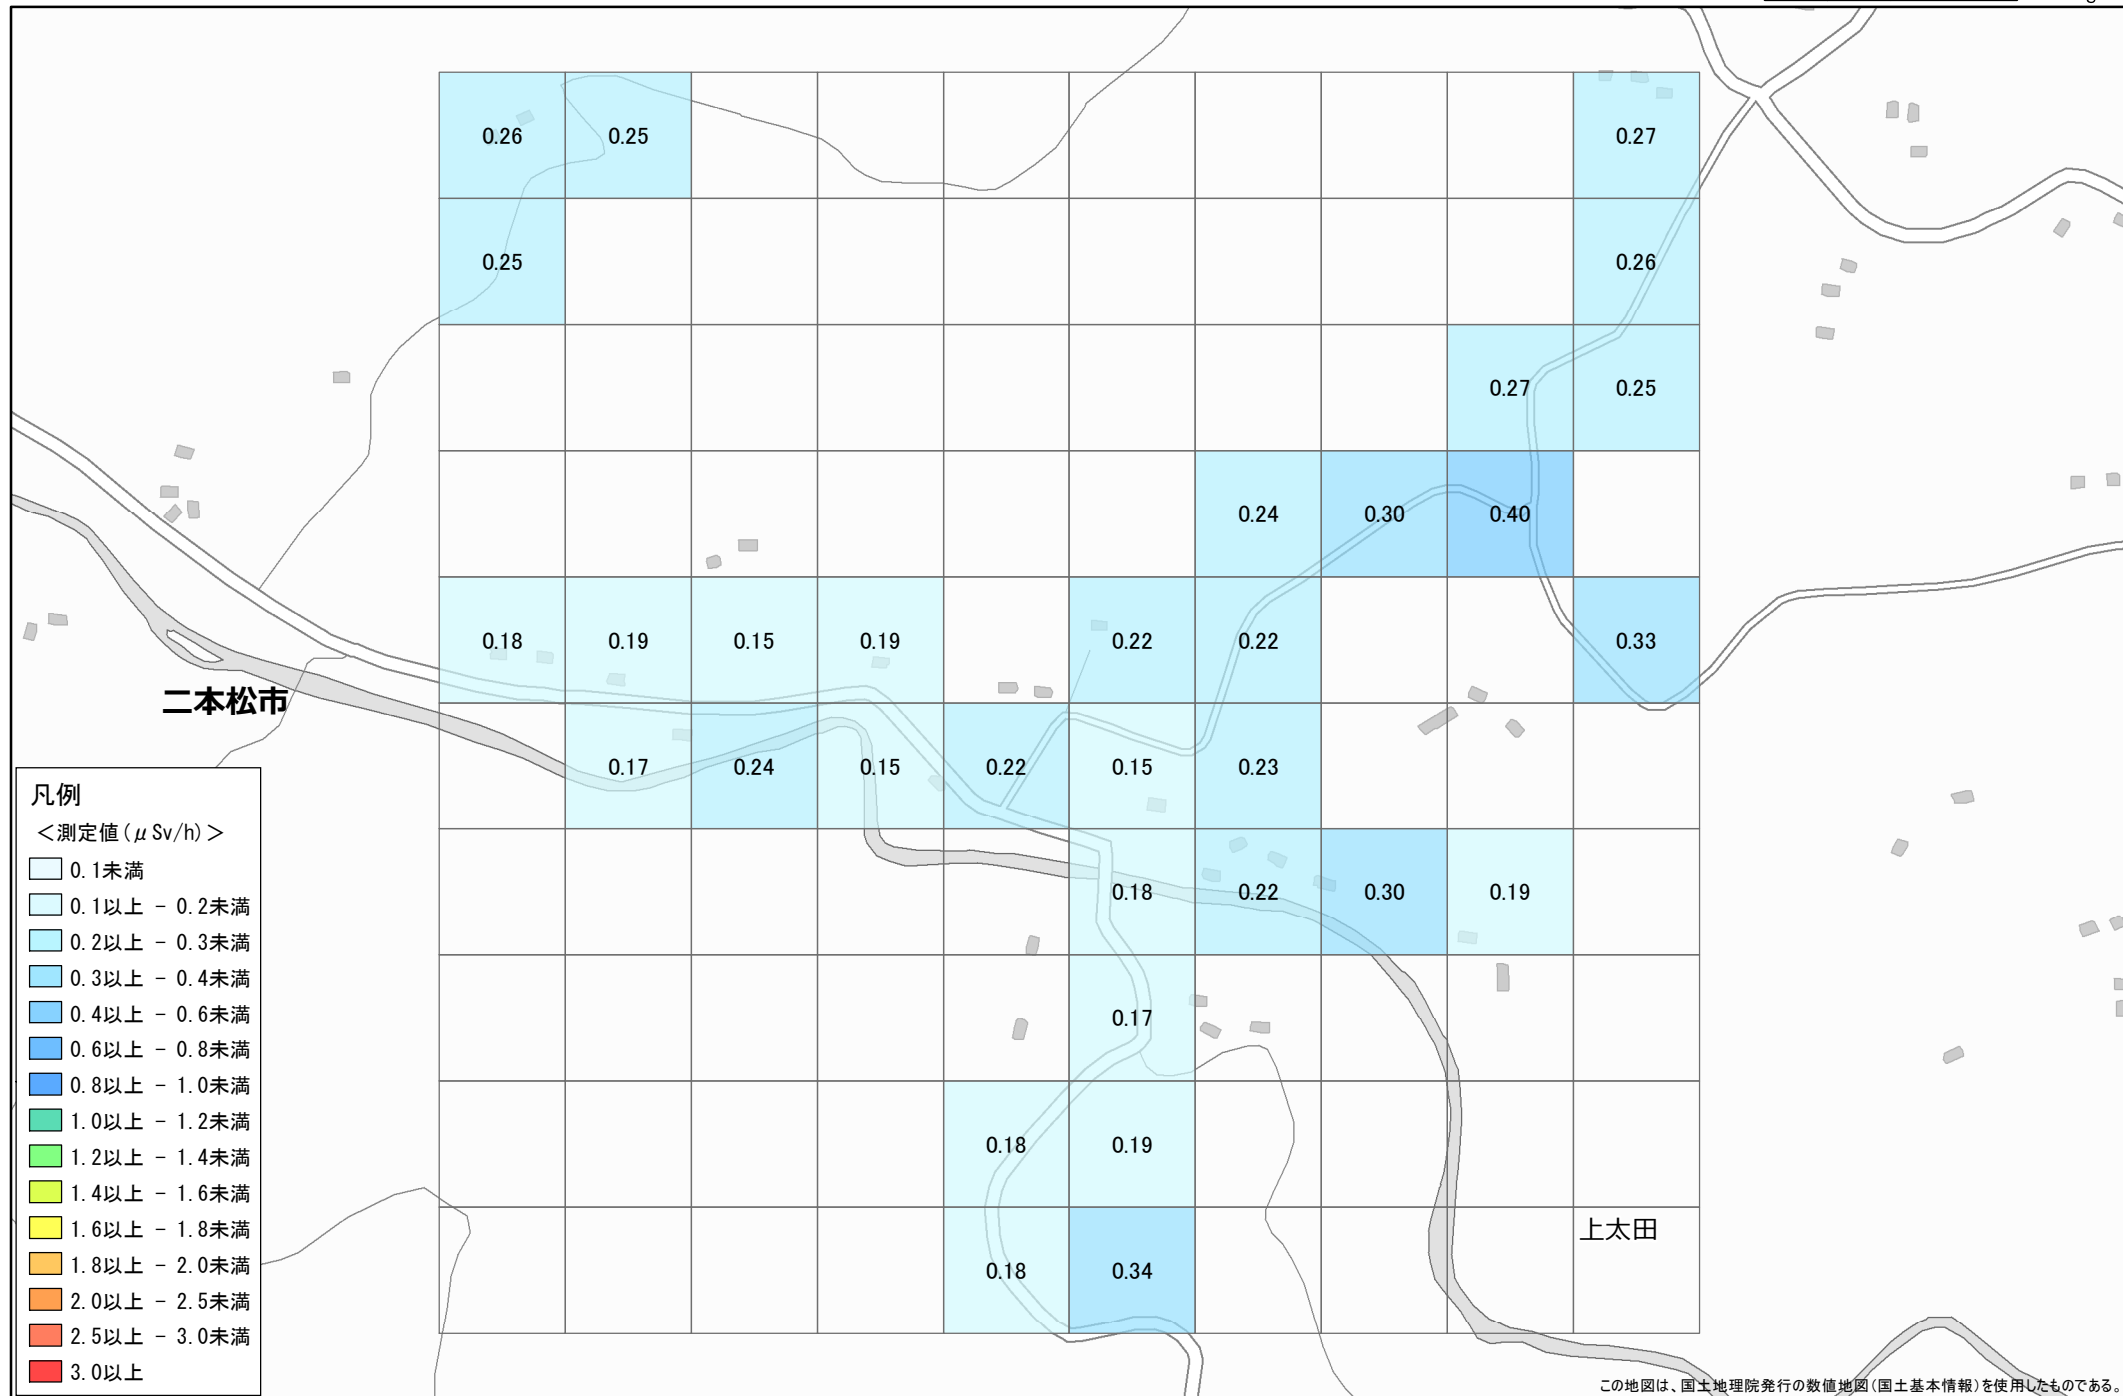 0.26 0.25 0.27
0.25 0.26
0.27 0.25
0.24 0.30 0.40
0.18 0.19 0.15 0.19 0.22 0.22 0.33
二本松市
0.17 0.24 0.15 0.22 0.15 0.23
0.18 0.22 0.30 0.19
0.17
0.18 0.19
上太田
0.18 0.34
凡例
＜測定値(μSv/h)＞
0.1未満
0.1以上 - 0.2未満
0.2以上 - 0.3未満
0.3以上 - 0.4未満
0.4以上 - 0.6未満
0.6以上 - 0.8未満
0.8以上 - 1.0未満
1.0以上 - 1.2未満
1.2以上 - 1.4未満
1.4以上 - 1.6未満
1.6以上 - 1.8未満
1.8以上 - 2.0未満
2.0以上 - 2.5未満
2.5以上 - 3.0未満
3.0以上
この地図は、国土地理院発行の数値地図(国土基本情報)を使用したものである。